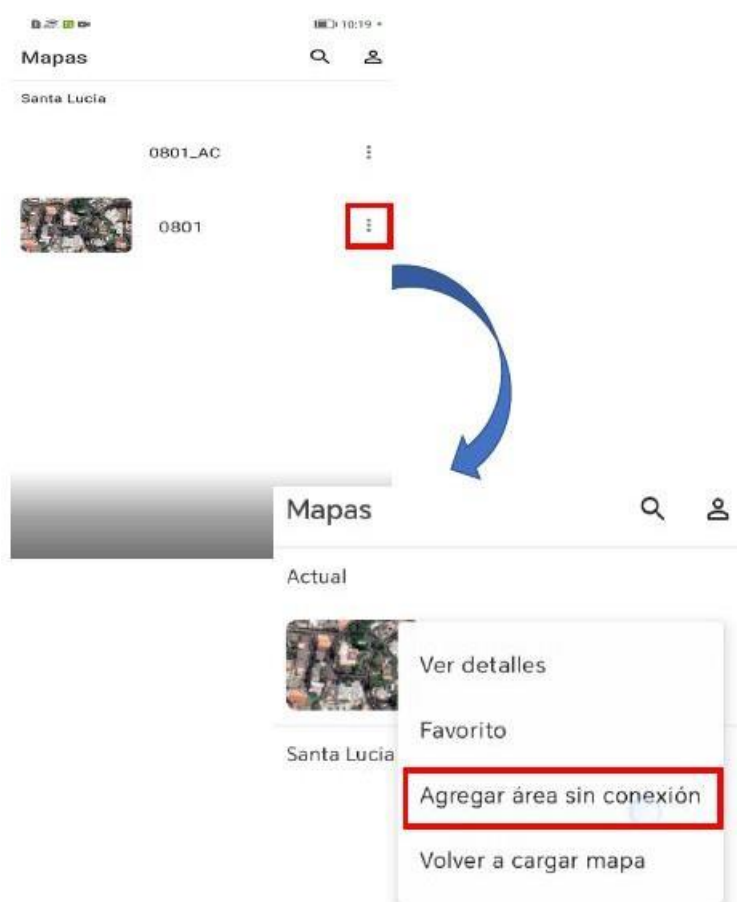 10:19
Mapas
Santa Lucia
0801_AC
0801
Mapas
Actual
Ver detalles
Favorito
Santa Lucia
Agregar área sin conexión
Volver a cargar mapa